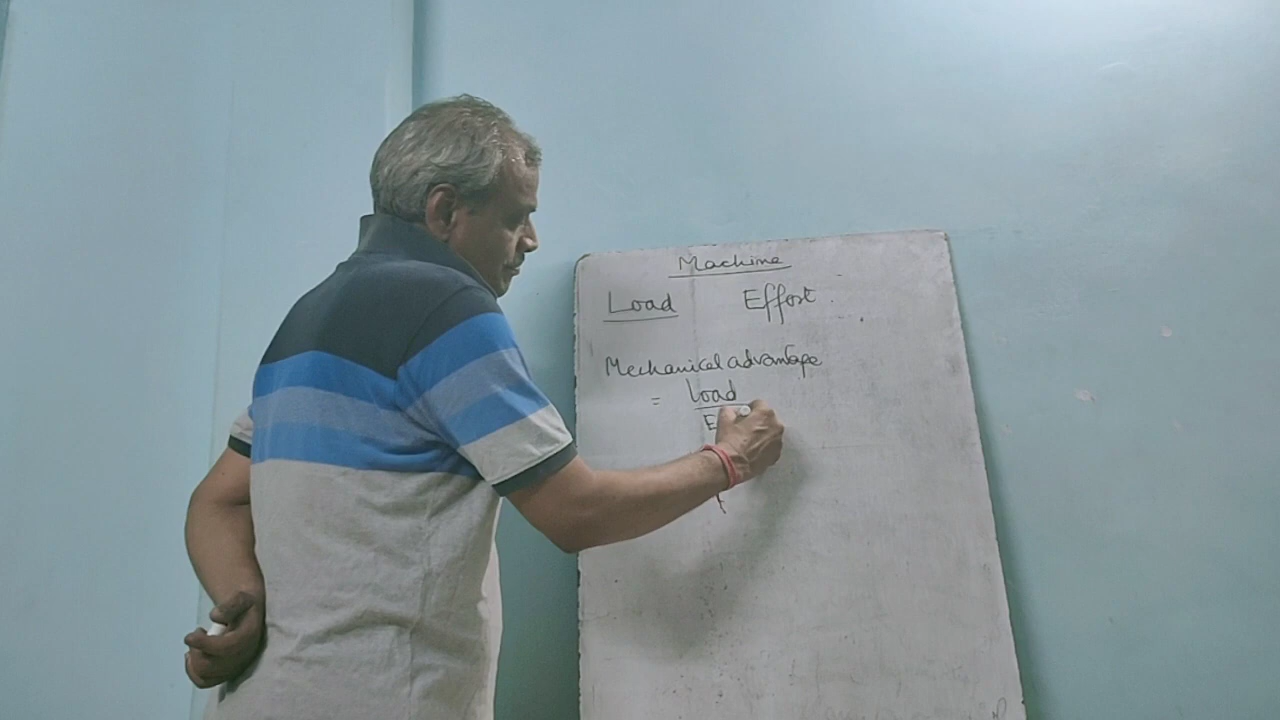 Machine
Load Effort
Mechanical advantage
= Load
E